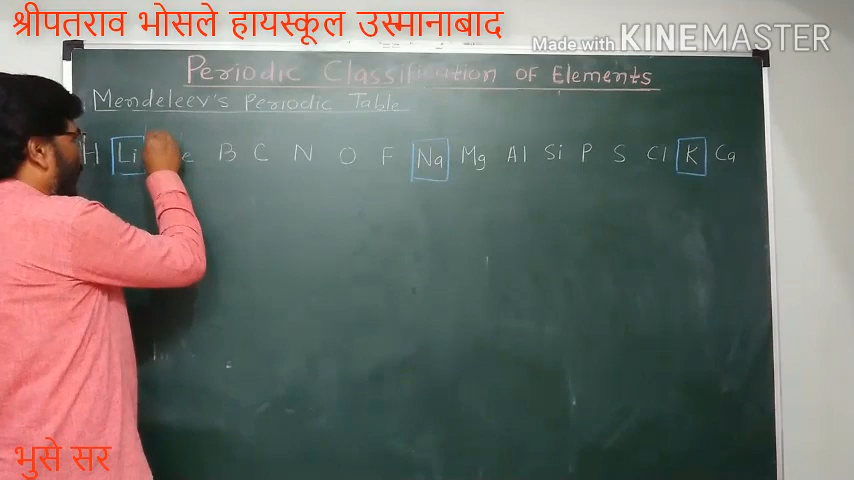 श्रीपतराव भोसले हायस्कूल उस्मानाबाद
Made with KINEMASTER
Periodic Classification of Elements
Mendeleev's Periodic Table
H Li e B C N O F Na Mg Al Si P S Cl K Ca
भुसे सर